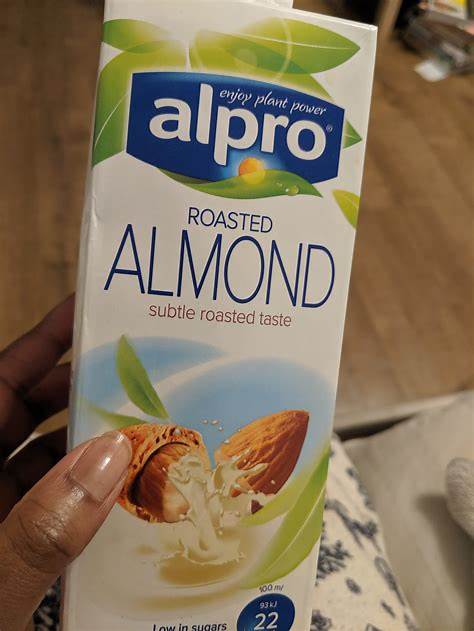 enjoy plant power
alpro®
ROASTED
ALMOND
subtle roasted taste
100 ml
93 kJ
22
Low in sugars